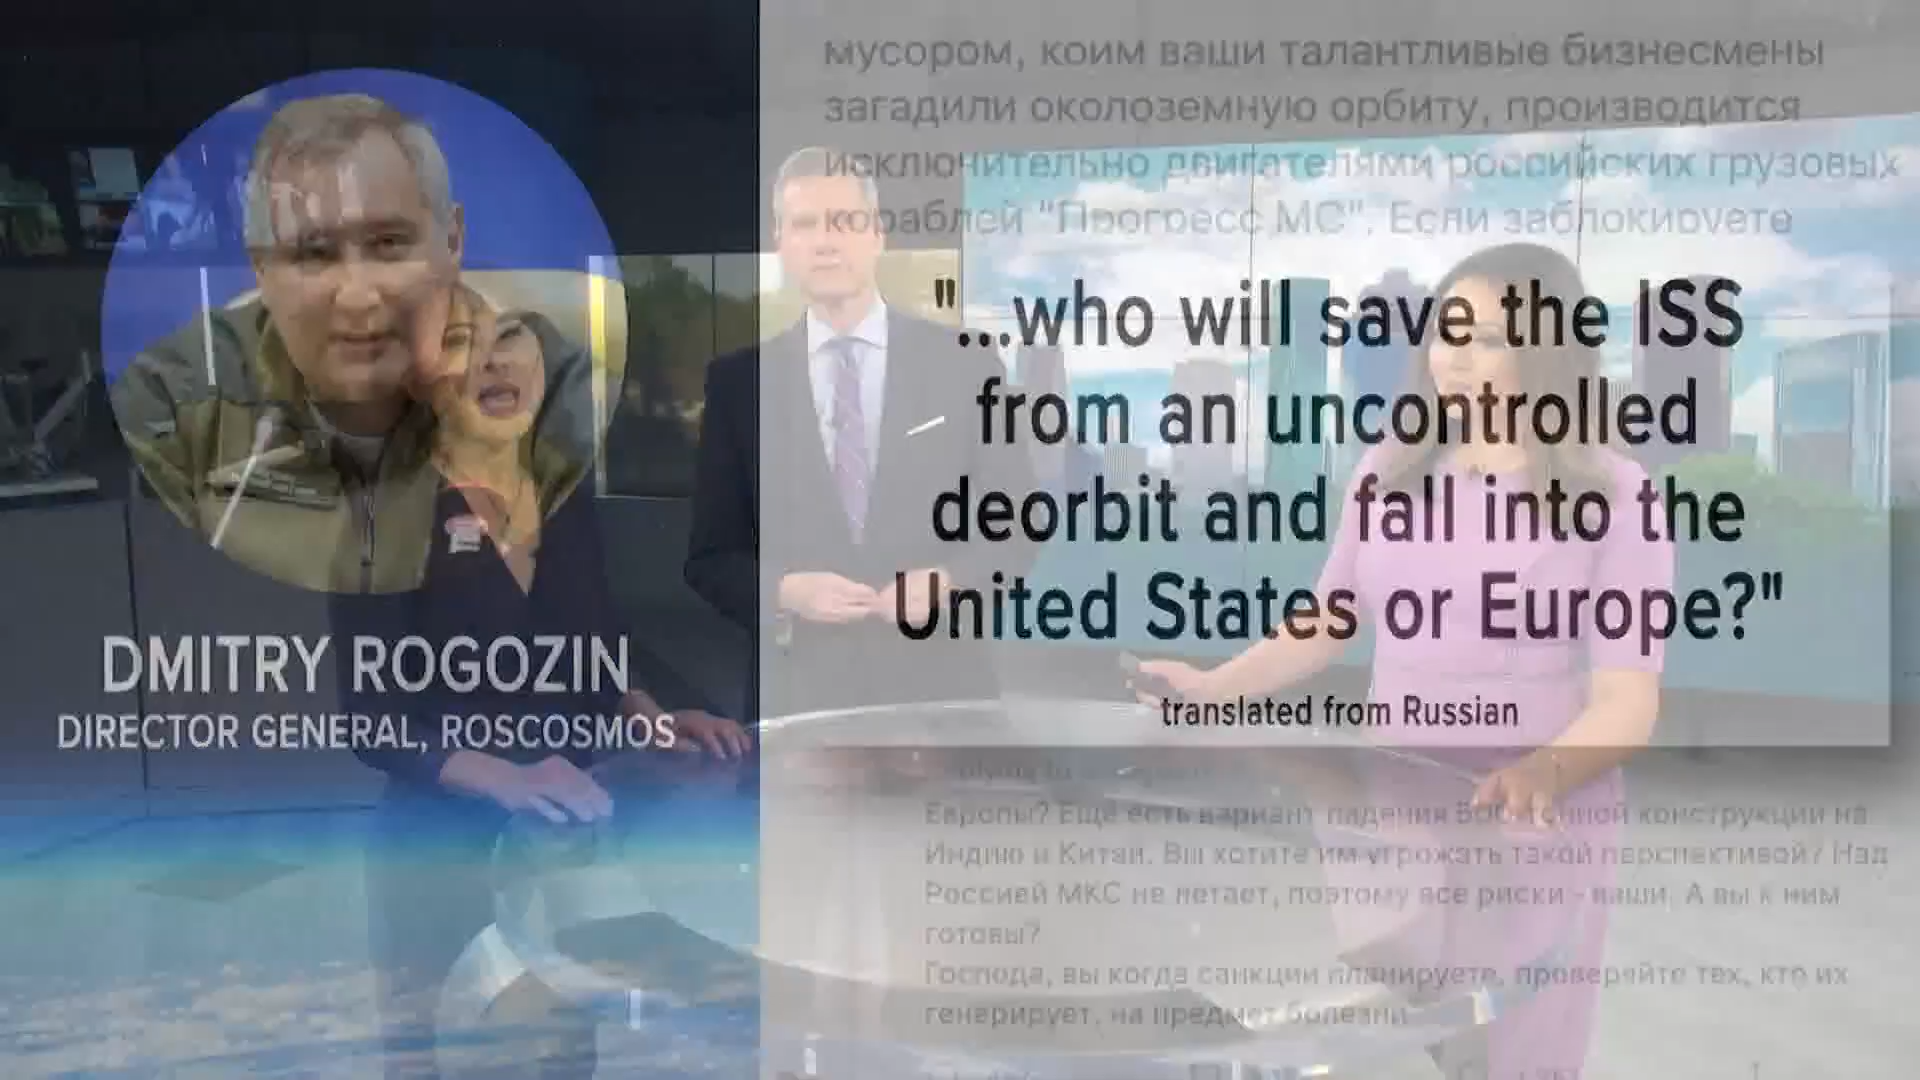 мусором, коим ваши талантливые бизнесмены
загадили околоземную орбиту, производится
исключительно двигателями российских грузовых
кораблей "Прогресс МС". Если заблокируете
"...who will save the ISS
from an uncontrolled
deorbit and fall into the
United States or Europe?"
translated from Russian
DMITRY ROGOZIN
DIRECTOR GENERAL, ROSCOSMOS
Европы? Еще есть вариант падения 500-тонной конструкции на
Индию и Китай. Вы хотите им угрожать такой перспективой? Над
Россией МКС не летает, поэтому все риски - ваши. А вы к ним
готовы?
Господа, вы когда санкции планируете, проверяйте тех, кто их
генерирует, на предмет болезни